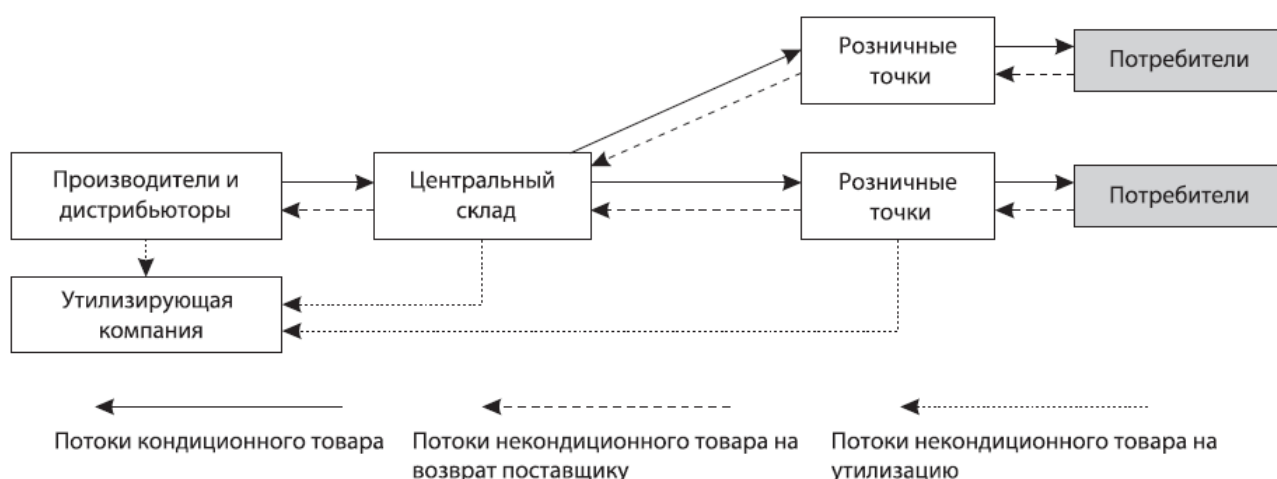 Розничные
точки
Потребители
Производители и
дистрибьюторы
Центральный
склад
Розничные
точки
Потребители
Утилизирующая
компания
Потоки кондиционного товара
Потоки некондиционного товара на
возврат поставщику
Потоки некондиционного товара на
утилизацию